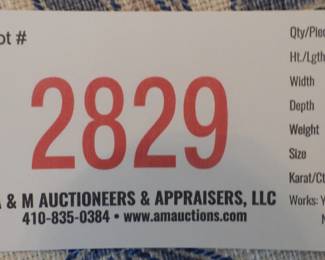 ot #
2829
& M AUCTIONEERS & APPRAISERS, LLC
410-835-0384 • www.amauctions.com
Qty/Pie
Ht./Lgth
Width
Depth
Weight
Size
Karat/Ct
Works: Y
N